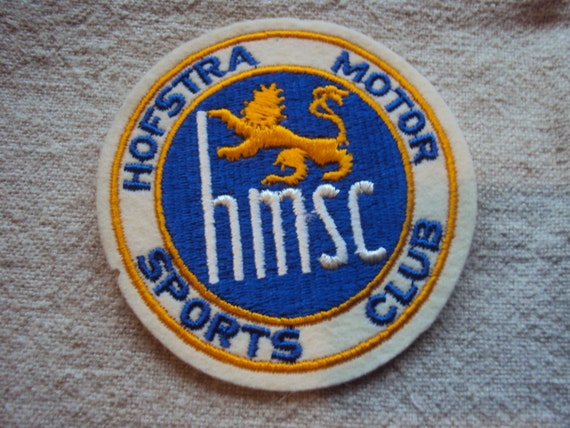 HOFSTRA MOTOR
SPORTS CLUB
hmsc